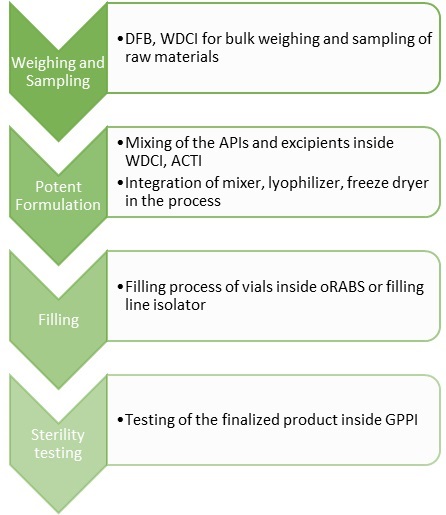 Weighing and
Sampling
•DFB, WDCI for bulk weighing and sampling of
raw materials
Potent
Formulation
•Mixing of the APIs and excipients inside
WDCI, ACTI
•Integration of mixer, lyophilizer, freeze dryer
in the process
Filling
•Filling process of vials inside oRABS or filling
line isolator
Sterility
testing
•Testing of the finalized product inside GPPI